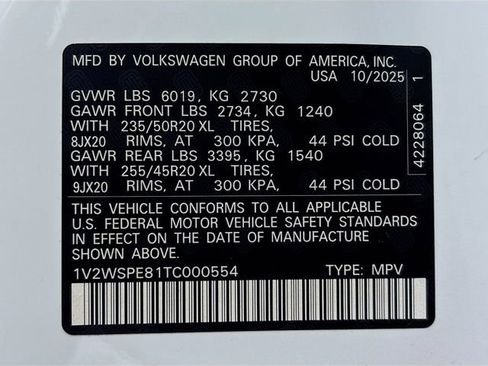 MFD BY VOLKSWAGEN GROUP OF AMERICA, INC.
USA 10/2025
GVWR LBS 6019, KG 2730
GAWR FRONT LBS 2734, KG 1240
WITH 235/50R20 XL TIRES,
8JX20 RIMS, AT 300 KPA, 44 PSI COLD
GAWR REAR LBS 3395, KG 1540
WITH 255/45R20 XL TIRES,
9JX20 RIMS, AT 300 KPA, 44 PSI COLD
THIS VEHICLE CONFORMS TO ALL APPLICABLE
U.S. FEDERAL MOTOR VEHICLE SAFETY STANDARDS
IN EFFECT ON THE DATE OF MANUFACTURE
SHOWN ABOVE.
1V2WSPE81TC000554 TYPE: MPV
4228064 1